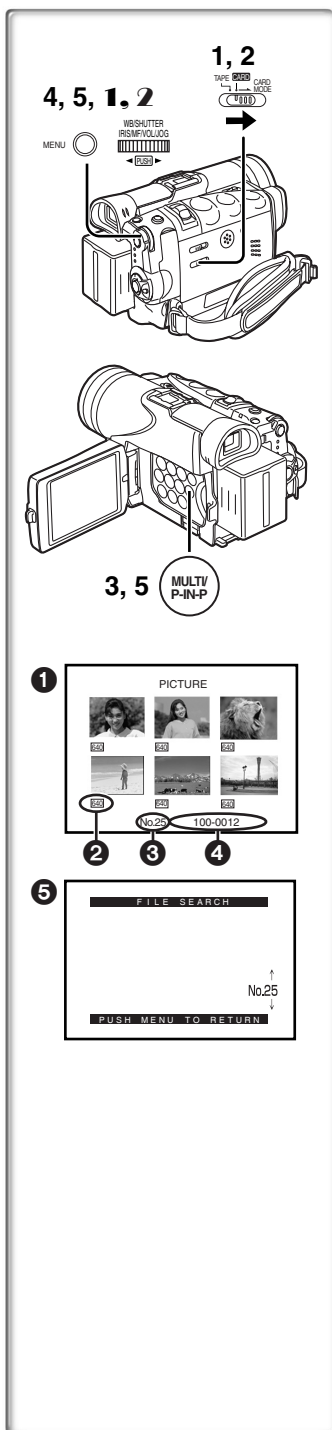 1, 2
TAPE CARD CARD
MODE
4, 5, 1, 2
WB/SHUTTER
IRIS/MF/VOL/JOG
MENU
PUSH
3, 5
MULTI/
P-IN-P
1
PICTURE
640 640 640
640 640 640
No.25 100-0012
2 3 4
5
FILE SEARCH
No.25
PUSH MENU TO RETURN